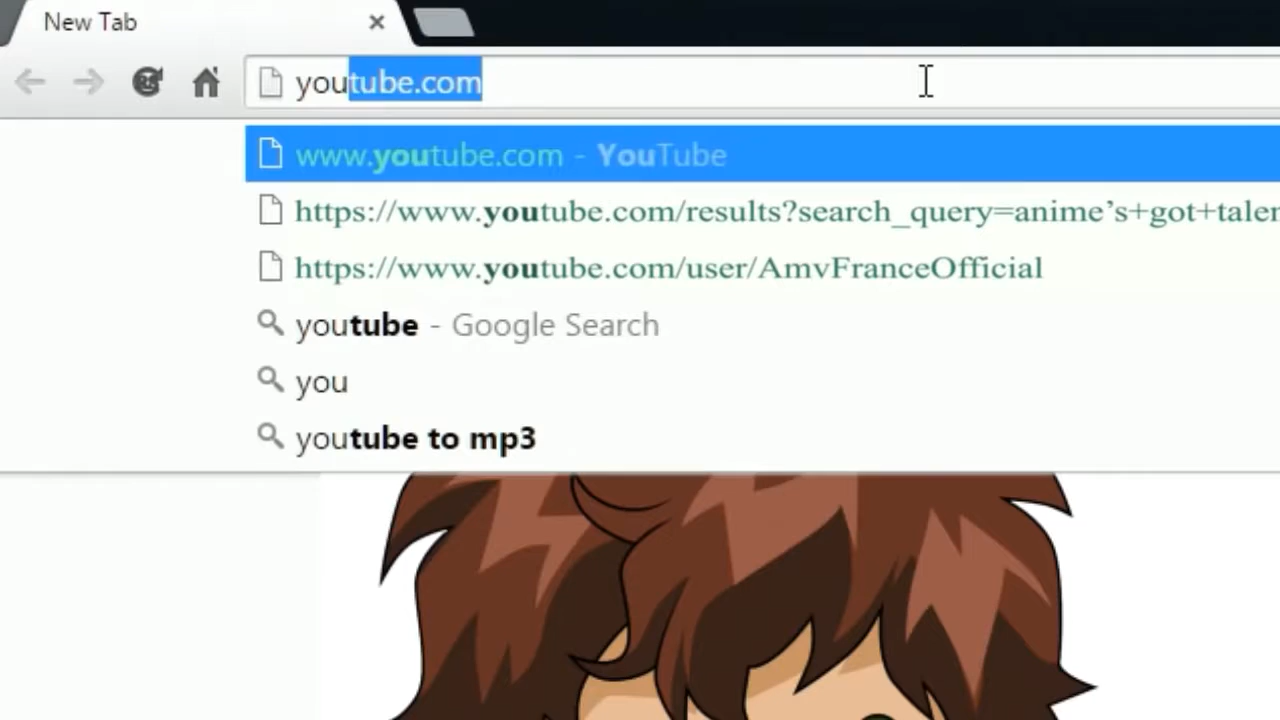 New Tab
youtube.com
www.youtube.com - YouTube
https://www.youtube.com/results?search_query=anime’s+got+talen
https://www.youtube.com/user/AmvFranceOfficial
youtube - Google Search
you
youtube to mp3